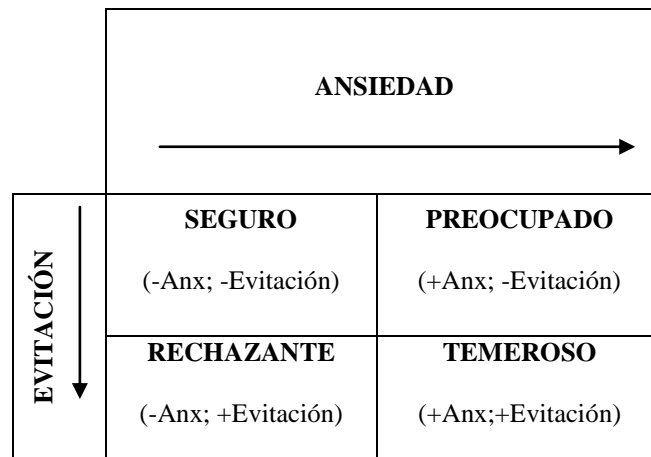 ANSIEDAD
EVITACIÓN
SEGURO
(-Anx; -Evitación)
PREOCUPADO
(+Anx; -Evitación)
RECHAZANTE
(-Anx; +Evitación)
TEMEROSO
(+Anx;+Evitación)